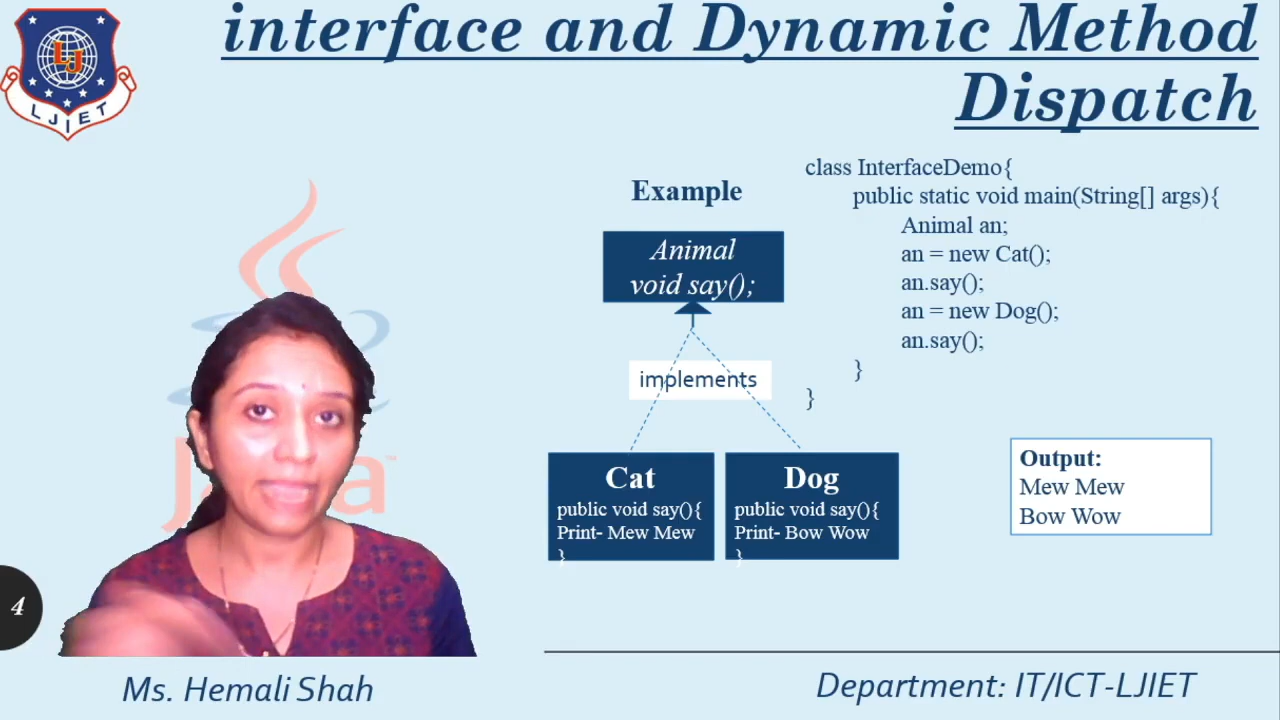 interface and Dynamic Method
Dispatch
LJ
LJIET
Example
Animal
void say();
implements
Cat
public void say(){
Print- Mew Mew
}
Dog
public void say(){
Print- Bow Wow
}
class InterfaceDemo{
public static void main(String[] args){
Animal an;
an = new Cat();
an.say();
an = new Dog();
an.say();
}
}
Output:
Mew Mew
Bow Wow
4
Ms. Hemali Shah
Department: IT/ICT-LJIET